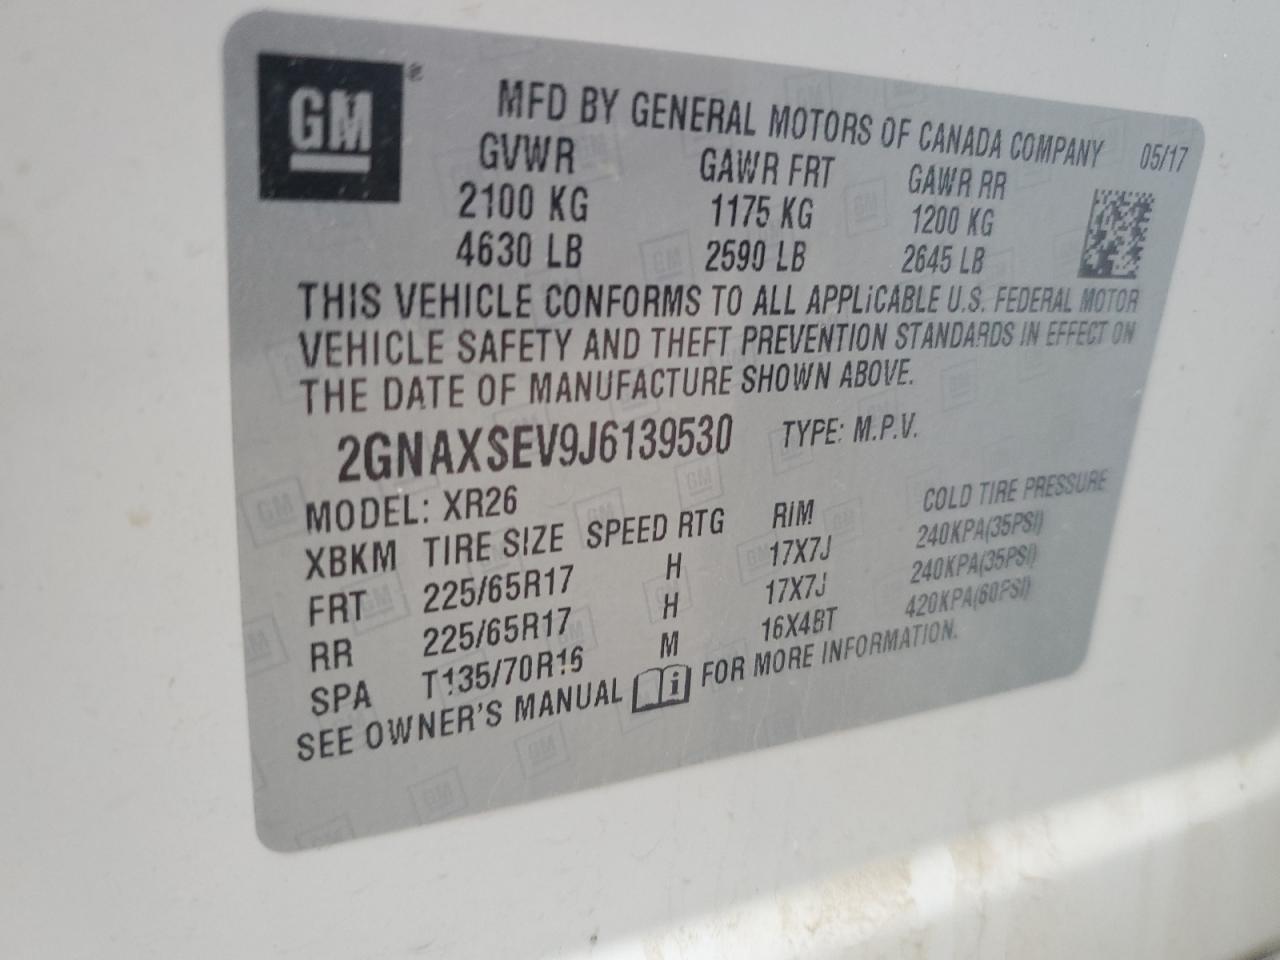 GM
MFD BY GENERAL MOTORS OF CANADA COMPANY 05/17
GVWR GAWR FRT GAWR RR
2100 KG 1175 KG 1200 KG
4630 LB 2590 LB 2645 LB
THIS VEHICLE CONFORMS TO ALL APPLiCABLE U.S. FEDERAL MOTOR
VEHICLE SAFETY AND THEFT PREVENTION STANDARDS IN EFFECT ON
THE DATE OF MANUFACTURE SHOWN ABOVE.
2GNAXSEV9J6139530 TYPE: M.P.V.
MODEL: XR26
XBKM TIRE SIZE SPEED RTG RiM COLD TIRE PRESSURE
FRT 225/65R17 H 17X7J 240KPA(35PSI)
RR 225/65R17 H 17X7J 240KPA(35PSI)
SPA T135/70R16 M 16X4BT 420KPA(60PSI)
SEE OWNER'S MANUAL i FOR MORE INFORMATION.